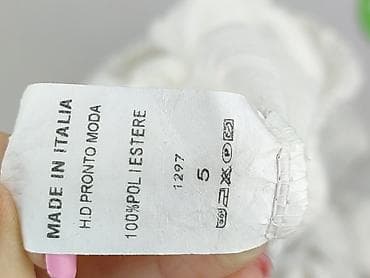 MADE IN iTALIA
H.D PRONTO MODA
100%POLIESTERE
1297
5